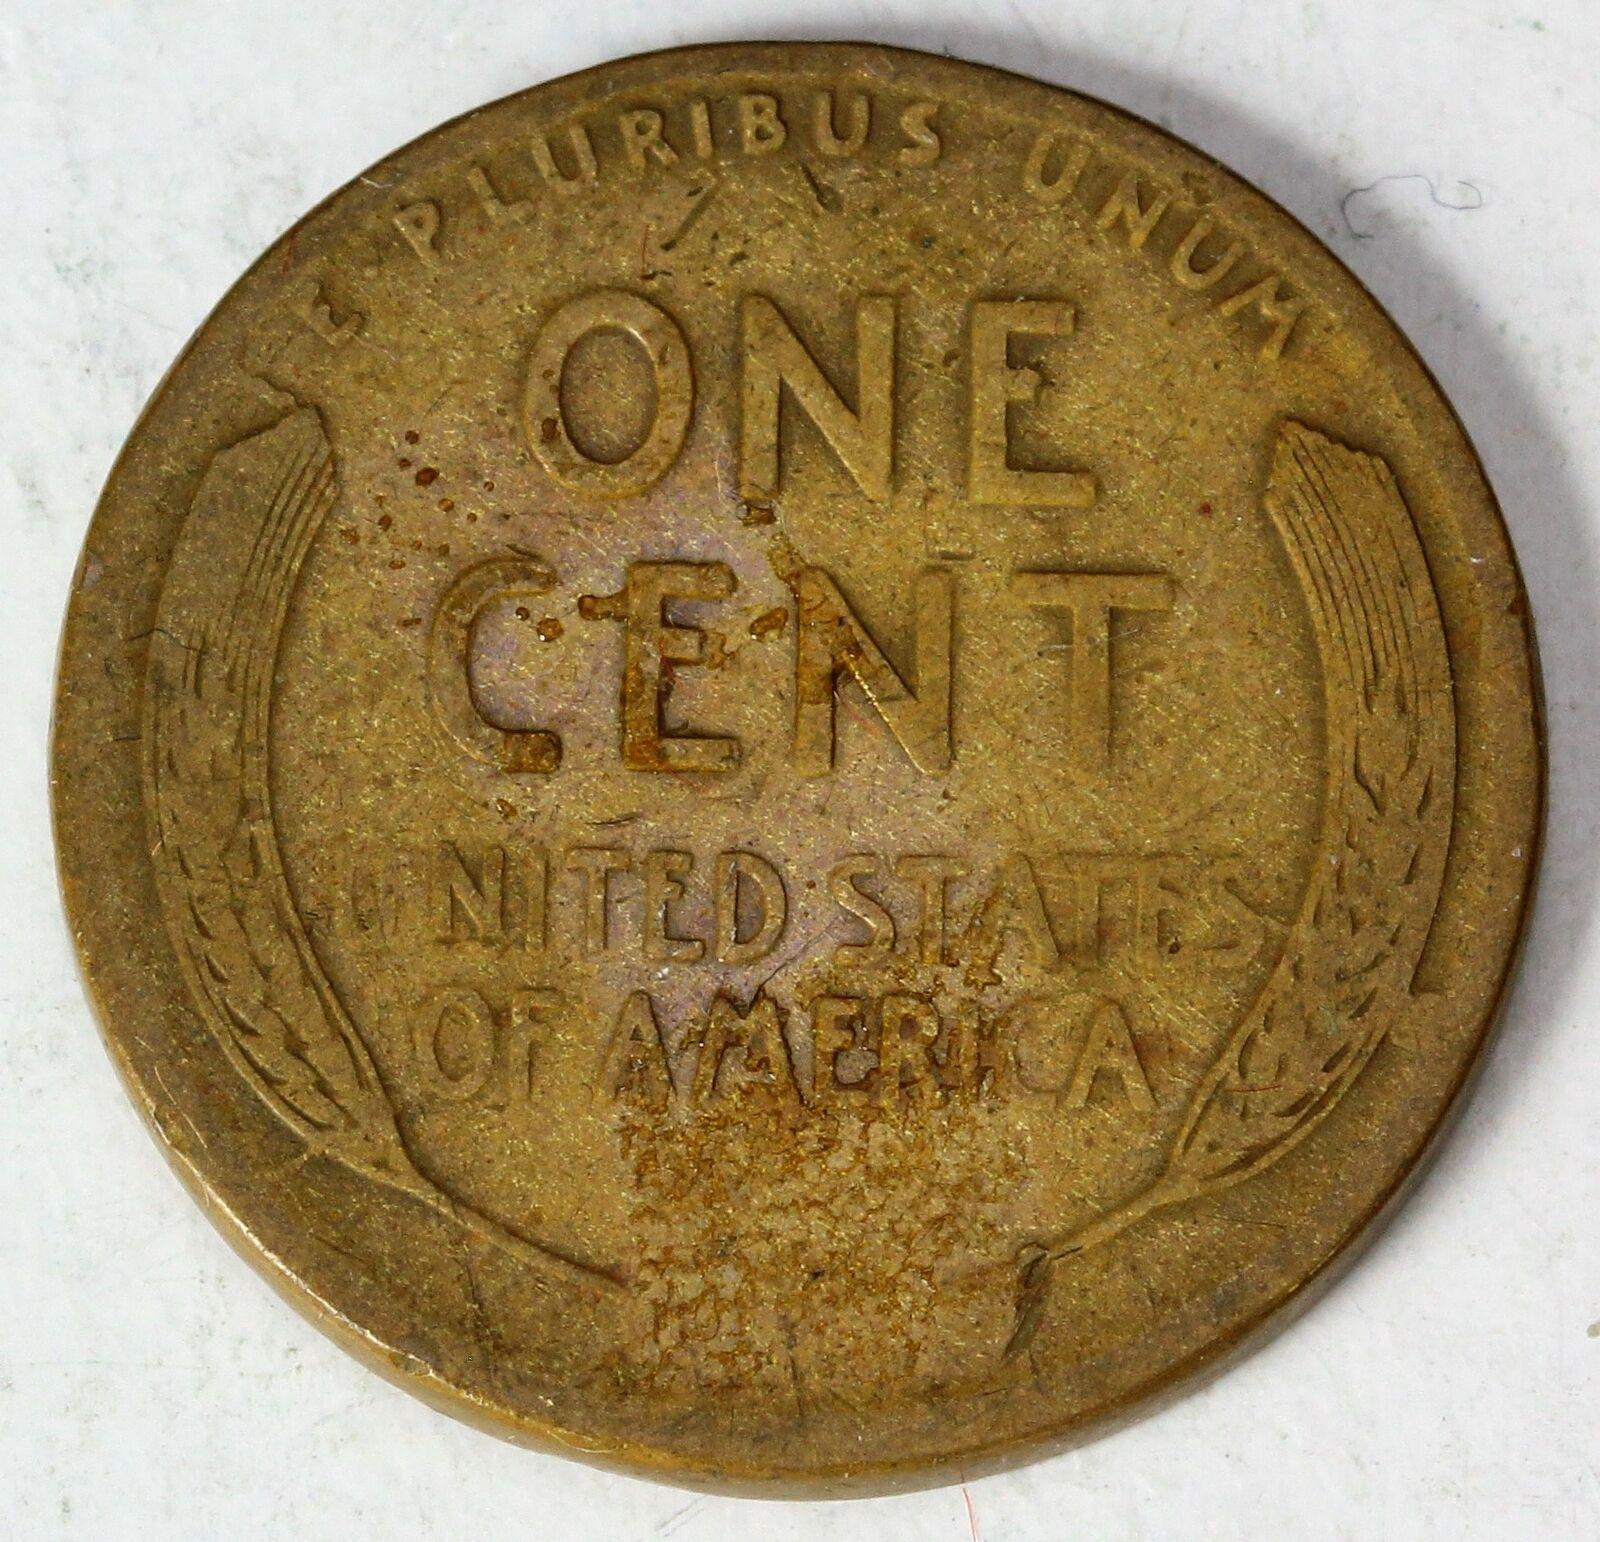 E PLURIBUS UNUM
ONE
CENT
UNITED STATES
OF AMERICA